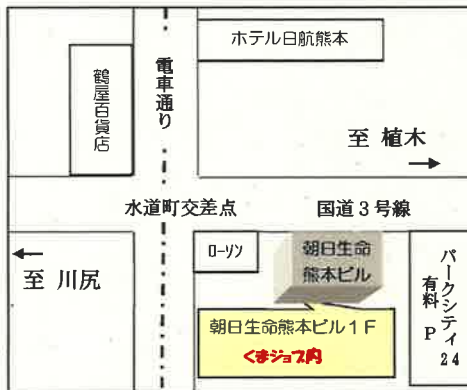 ホテル日航熊本
鶴屋百貨店
電車通り
至 植木
水道町交差点
国道3号線
至 川尻
ローソン
朝日生命
熊本ビル
パークシティ
有料 P 24
朝日生命熊本ビル1F
くまジョブ内